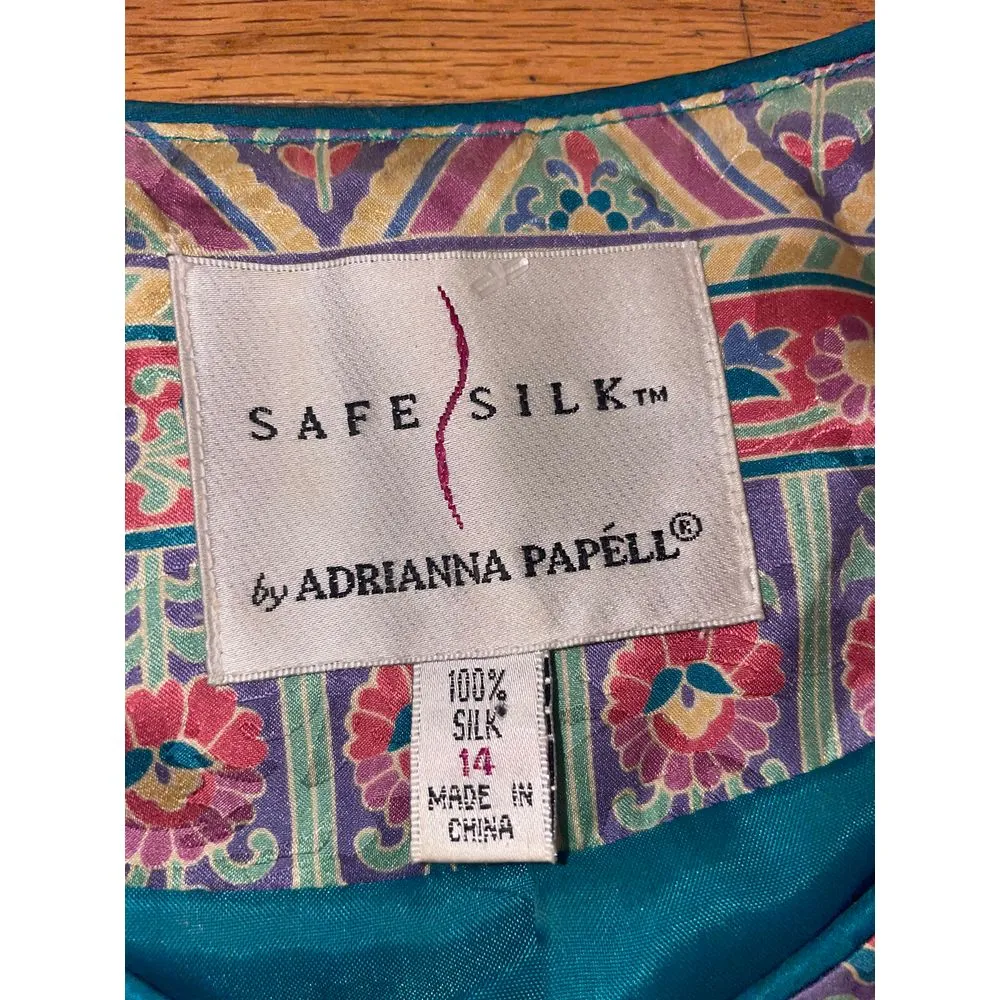 SAFE SILK™
by ADRIANNA PAPÉLL®
100%
SILK
14
MADE IN
CHINA